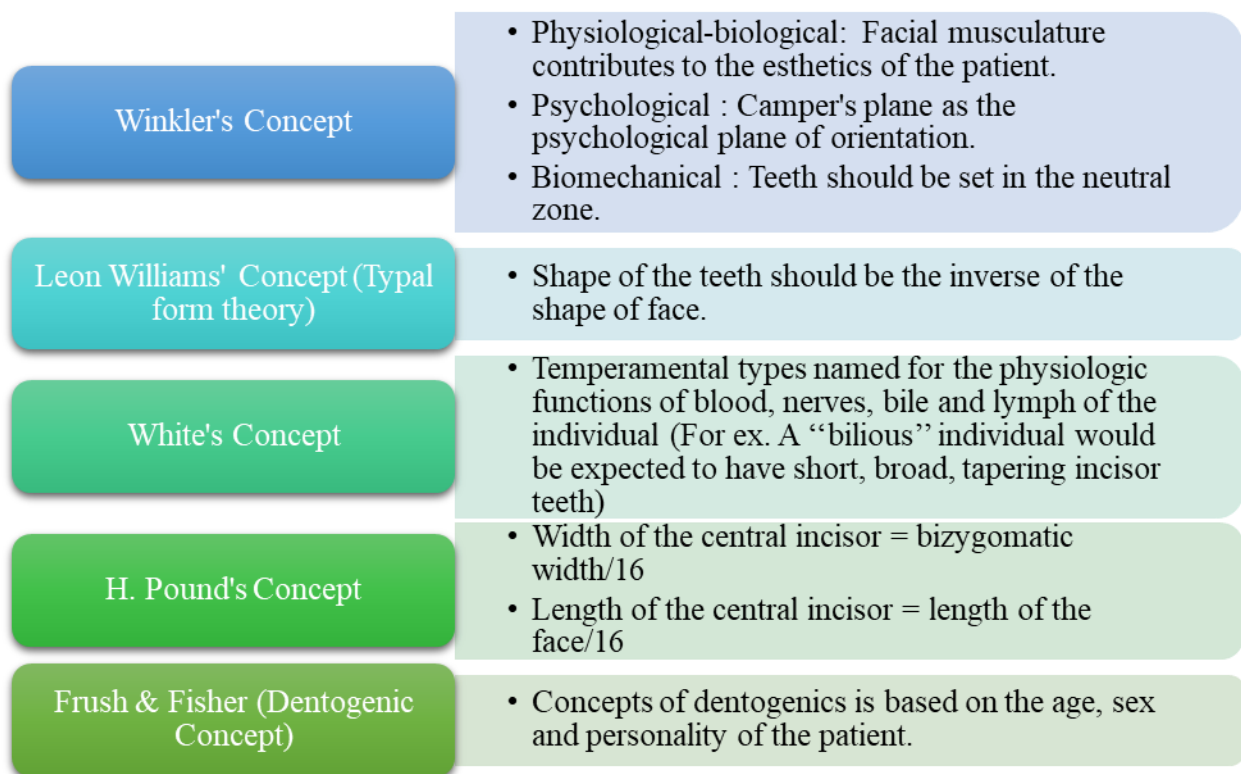 Winkler's Concept
• Physiological-biological: Facial musculature
contributes to the esthetics of the patient.
• Psychological : Camper's plane as the
psychological plane of orientation.
• Biomechanical : Teeth should be set in the neutral
zone.
Leon Williams' Concept (Typal
form theory)
• Shape of the teeth should be the inverse of the
shape of face.
White's Concept
• Temperamental types named for the physiologic
functions of blood, nerves, bile and lymph of the
individual (For ex. A ‘‘bilious’’ individual would
be expected to have short, broad, tapering incisor
teeth)
H. Pound's Concept
• Width of the central incisor = bizygomatic
width/16
• Length of the central incisor = length of the
face/16
Frush & Fisher (Dentogenic
Concept)
• Concepts of dentogenics is based on the age, sex
and personality of the patient.